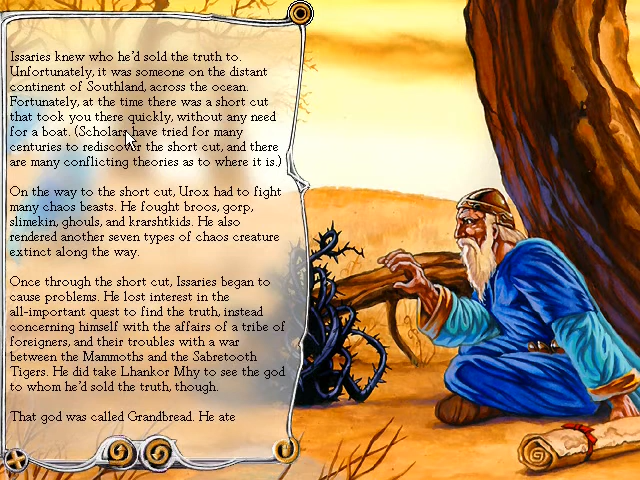 Issaries knew who he'd sold the truth to.
Unfortunately, it was someone on the distant
continent of Southland, across the ocean.
Fortunately, at the time there was a short cut
that took you there quickly, without any need
for a boat. (Scholars have tried for many
centuries to rediscover the short cut, and there
are many conflicting theories as to where it is.)
On the way to the short cut, Urox had to fight
many chaos beasts. He fought broos, gorp,
slimekin, ghouls, and krarshtkids. He also
rendered another seven types of chaos creature
extinct along the way.
Once through the short cut, Issaries began to
cause problems. He lost interest in the
all-important quest to find the truth, instead
concerning himself with the affairs of a tribe of
foreigners, and their troubles with a war
between the Mammoths and the Sabretooth
Tigers. He did take Lhankor Mhy to see the god
to whom he'd sold the truth, though.
That god was called Grandbread. He ate